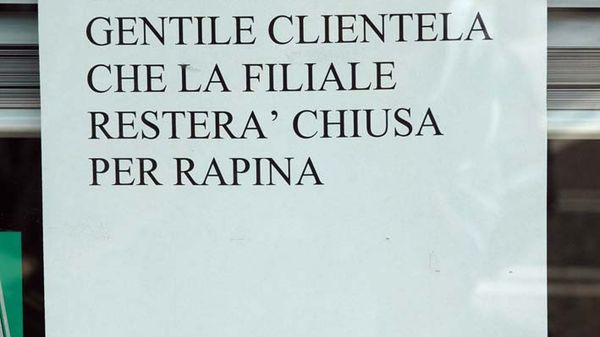 GENTILE CLIENTELA
CHE LA FILIALE
RESTERA’ CHIUSA
PER RAPINA